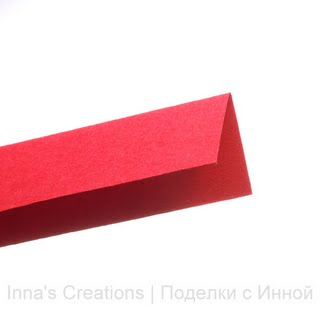 Inna's Creations | Поделки с Инной